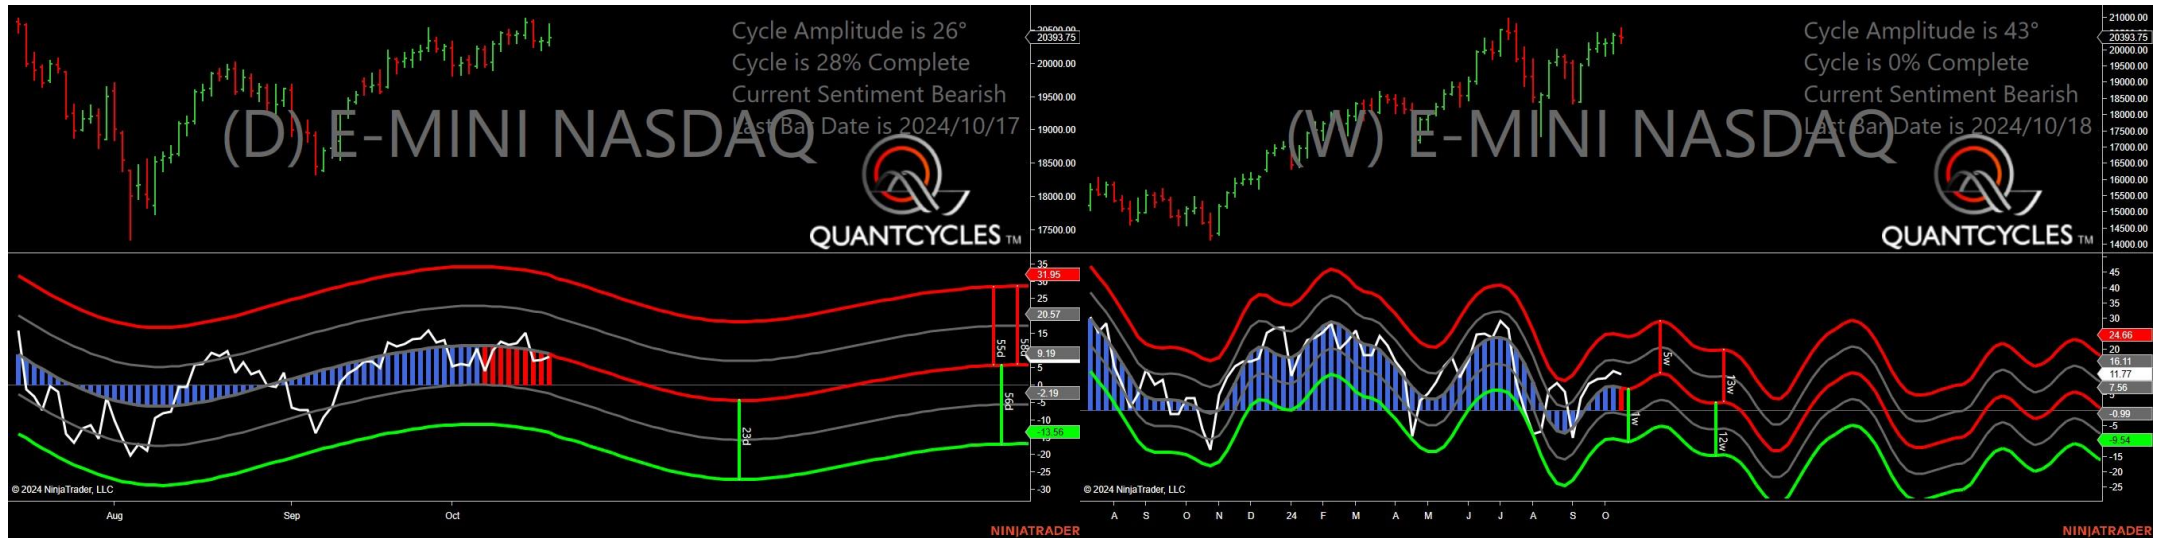 Cycle Amplitude is 26°
Cycle is 28% Complete
Current Sentiment Bearish
Last Bar Date is 2024/10/17
(D) E-MINI NASDAQ
QUANTCYCLES TM
20500.00
20393.75
20000.00
19500.00
19000.00
18500.00
18000.00
17500.00
35
31.95
30
25
20.57
15
9.19
5
0
-2.19
-5
-10
-13.56
-20
-25
-30
23d
55d
56d
58d
© 2024 NinjaTrader, LLC
Aug Sep Oct
NINJATRADER
Cycle Amplitude is 43°
Cycle is 0% Complete
Current Sentiment Bearish
Last Bar Date is 2024/10/18
(W) E-MINI NASDAQ
QUANTCYCLES TM
21000.00
20393.75
20000.00
19500.00
19000.00
18500.00
18000.00
17500.00
17000.00
16500.00
16000.00
15500.00
15000.00
14500.00
14000.00
45
40
35
30
24.66
20
16.11
11.77
7.56
5
-0.99
-5
-9.54
-15
-20
-25
1w
5w
12w
13w
© 2024 NinjaTrader, LLC
A S O N D 24 F M A M J J A S O
NINJATRADER